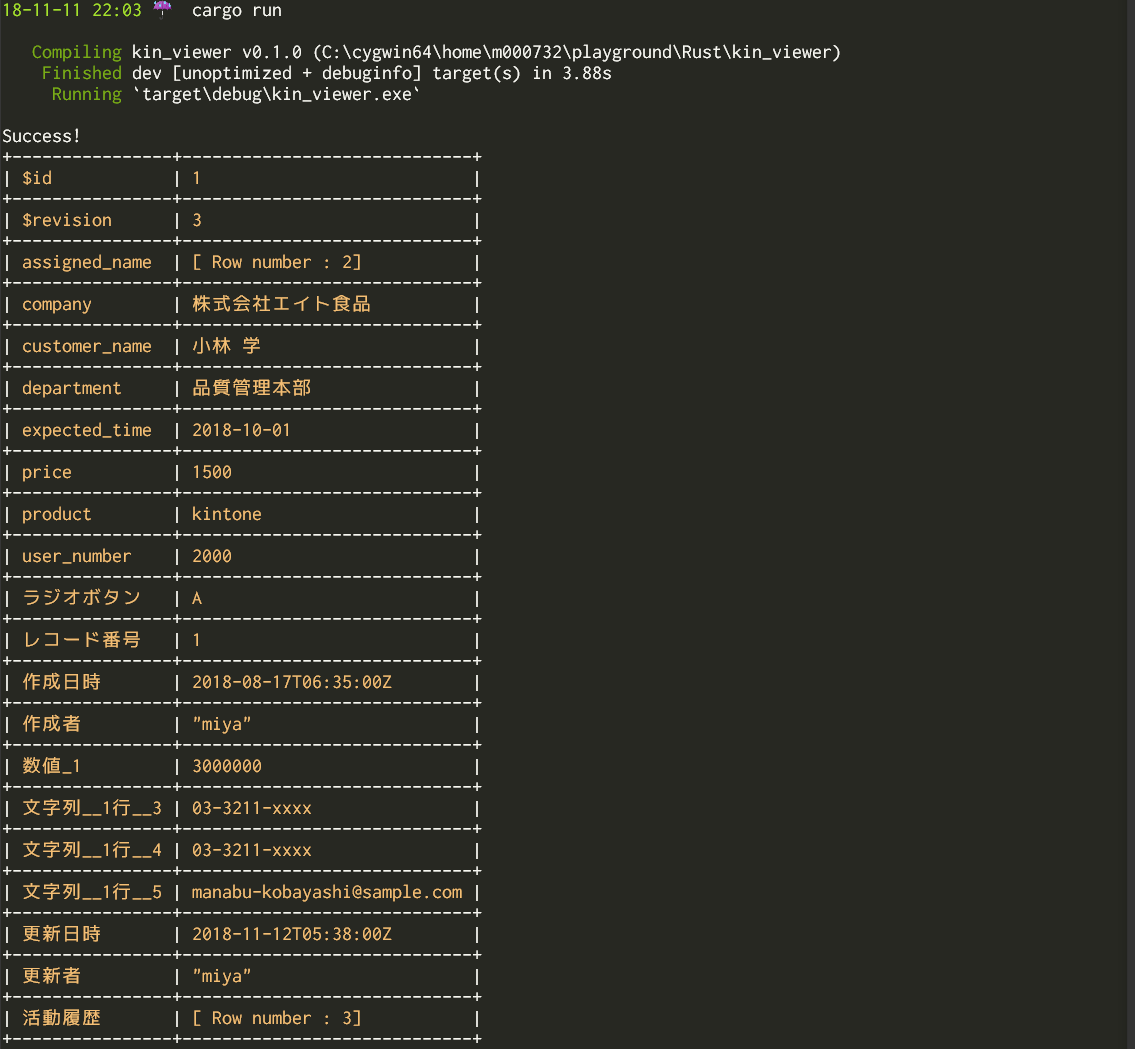 18-11-11 22:03 ☔ cargo run
Compiling kin_viewer v0.1.0 (C:\cygwin64\home\m000732\playground\Rust\kin_viewer)
Finished dev [unoptimized + debuginfo] target(s) in 3.88s
Running `target\debug\kin_viewer.exe`
Success!
+----------------+-----------------------------+
| $id            | 1                           |
+----------------+-----------------------------+
| $revision      | 3                           |
+----------------+-----------------------------+
| assigned_name  | [ Row number : 2]           |
+----------------+-----------------------------+
| company        | 株式会社エイト食品          |
+----------------+-----------------------------+
| customer_name  | 小林 学                     |
+----------------+-----------------------------+
| department     | 品質管理本部                |
+----------------+-----------------------------+
| expected_time  | 2018-10-01                  |
+----------------+-----------------------------+
| price          | 1500                        |
+----------------+-----------------------------+
| product        | kintone                     |
+----------------+-----------------------------+
| user_number    | 2000                        |
+----------------+-----------------------------+
| ラジオボタン   | A                           |
+----------------+-----------------------------+
| レコード番号   | 1                           |
+----------------+-----------------------------+
| 作成日時       | 2018-08-17T06:35:00Z        |
+----------------+-----------------------------+
| 作成者         | "miya"                      |
+----------------+-----------------------------+
| 数値_1         | 3000000                     |
+----------------+-----------------------------+
| 文字列__1行__3 | 03-3211-xxxx                |
+----------------+-----------------------------+
| 文字列__1行__4 | 03-3211-xxxx                |
+----------------+-----------------------------+
| 文字列__1行__5 | manabu-kobayashi@sample.com |
+----------------+-----------------------------+
| 更新日時       | 2018-11-12T05:38:00Z        |
+----------------+-----------------------------+
| 更新者         | "miya"                      |
+----------------+-----------------------------+
| 活動履歴       | [ Row number : 3]           |
+----------------+-----------------------------+